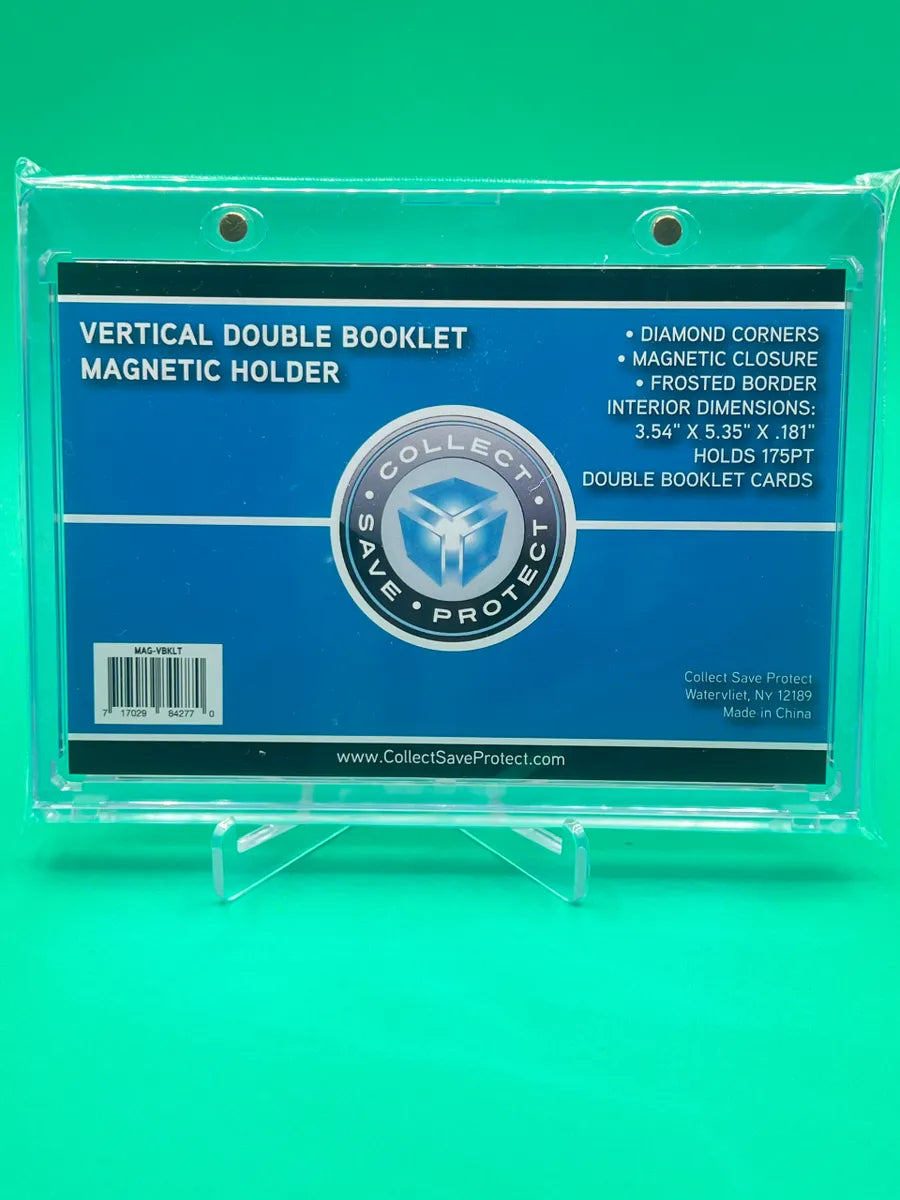 VERTICAL DOUBLE BOOKLET
MAGNETIC HOLDER
• DIAMOND CORNERS
• MAGNETIC CLOSURE
• FROSTED BORDER
INTERIOR DIMENSIONS:
3.54" X 5.35" X .181"
HOLDS 175PT
DOUBLE BOOKLET CARDS
COLLECT • SAVE • PROTECT •
MAG-VBKLT
7 17029 84277 0
Collect Save Protect
Watervliet, NY 12189
Made in China
www.CollectSaveProtect.com